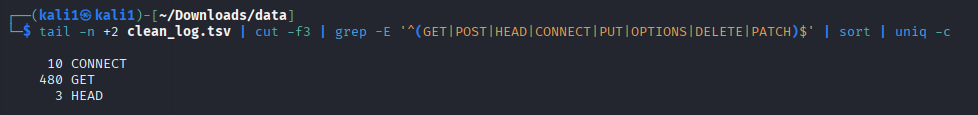 ┌──(kali1㉿kali1)-[~/Downloads/data]
└─$ tail -n +2 clean_log.tsv | cut -f3 | grep -E '^(GET|POST|HEAD|CONNECT|PUT|OPTIONS|DELETE|PATCH)$' | sort | uniq -c
10 CONNECT
480 GET
3 HEAD